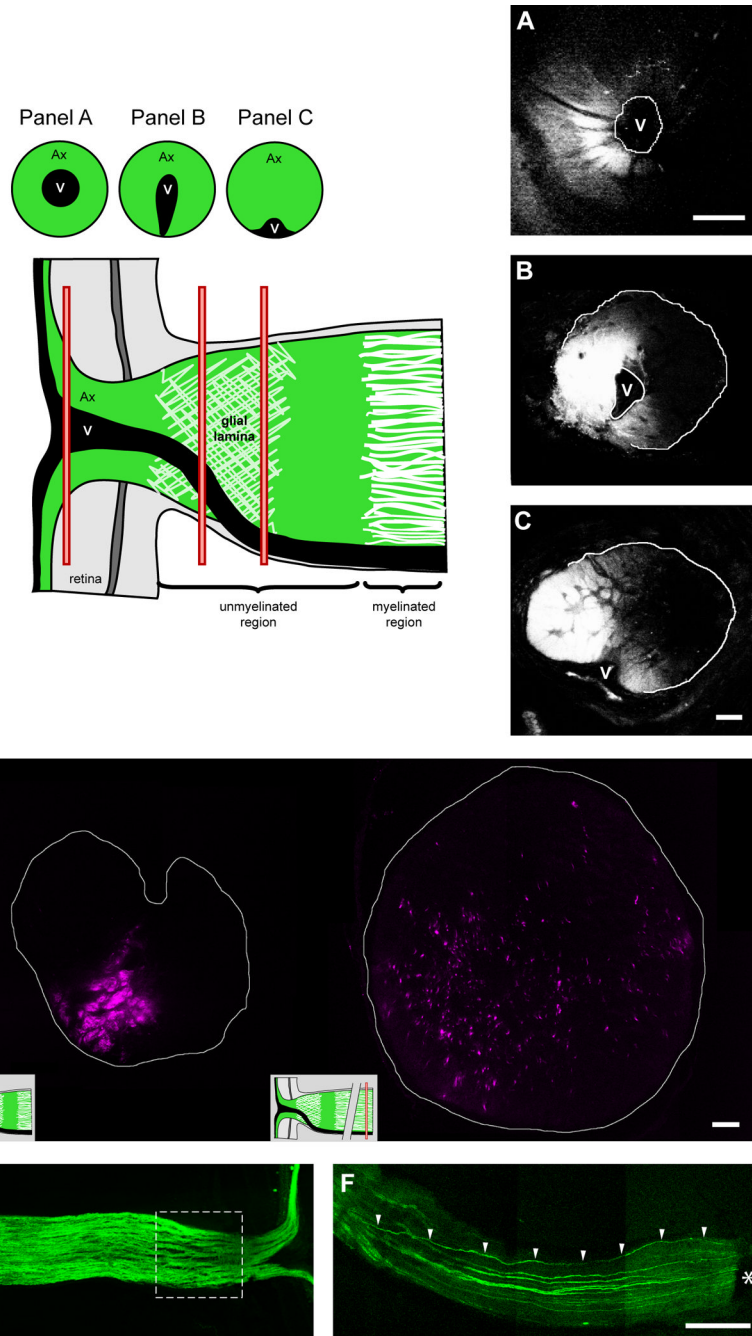 Panel A
Panel B
Panel C
Ax
Ax
Ax
V
V
V
Ax
V
glial
lamina
retina
unmyelinated
region
myelinated
region
A
V
B
V
C
V
F
*